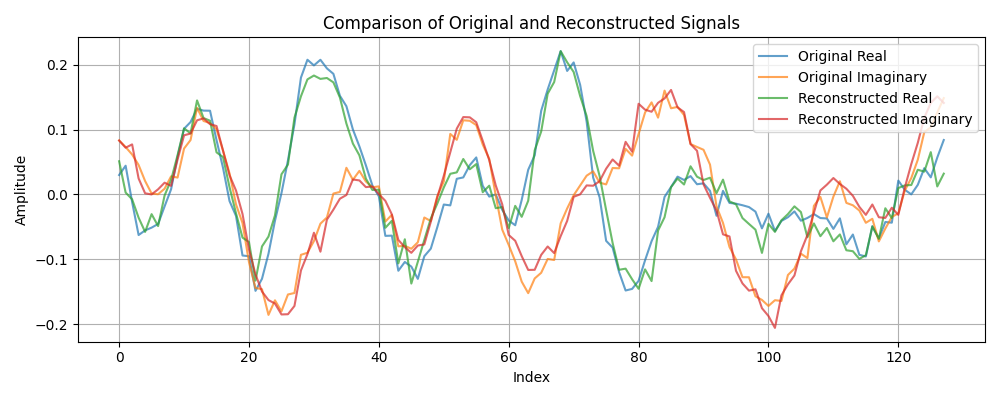 Comparison of Original and Reconstructed Signals
Original Real
Original Imaginary
Reconstructed Real
Reconstructed Imaginary
Amplitude
0.2
0.1
0.0
−0.1
−0.2
0 20 40 60 80 100 120
Index